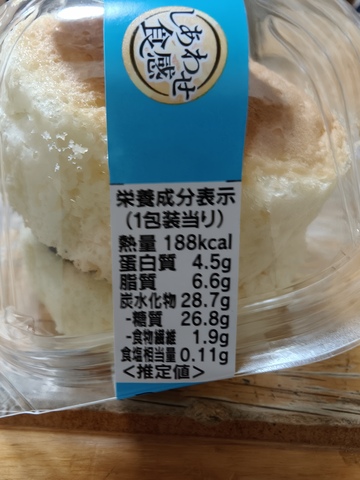 しあわせ
食感
栄養成分表示
(1包装当り)
熱量 188kcal
蛋白質 4.5g
脂質 6.6g
炭水化物 28.7g
-糖質 26.8g
-食物繊維 1.9g
食塩相当量 0.11g
<推定値>